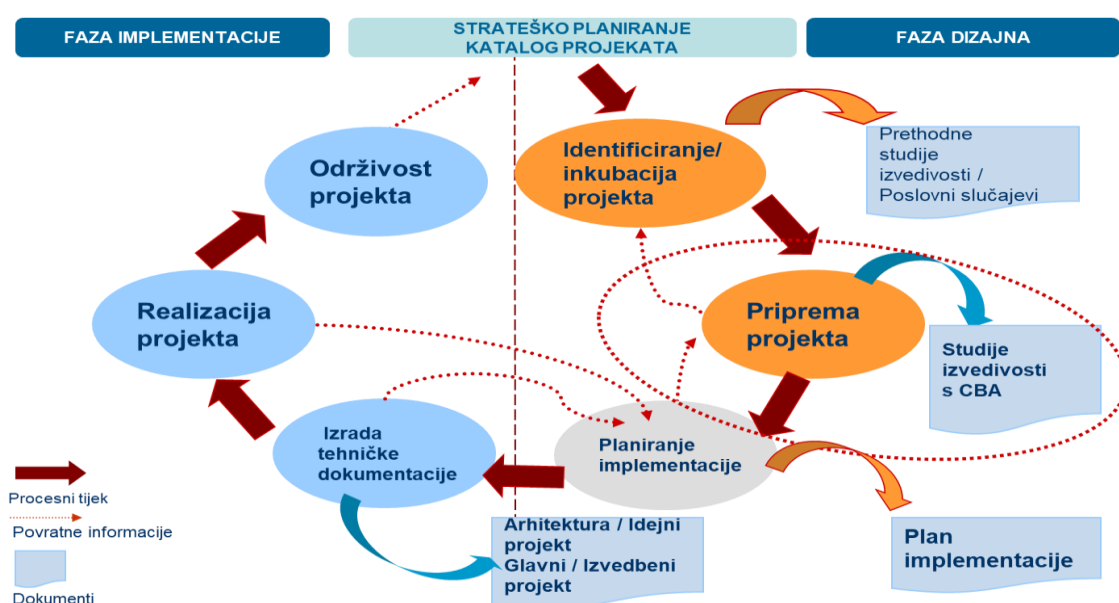 FAZA IMPLEMENTACIJE
STRATEŠKO PLANIRANJE
KATALOG PROJEKATA
FAZA DIZAJNA
Održivost
projekta
Identificiranje/
inkubacija
projekta
Prethodne
studije
izvedivosti /
Poslovni slučajevi
Realizacija
projekta
Priprema
projekta
Studije
izvedivosti
s CBA
Izrada
tehničke
dokumentacije
Planiranje
implementacije
Procesni tijek
Povratne informacije
Dokumenti
Arhitektura / Idejni
projekt
Glavni / Izvedbeni
projekt
Plan
implementacije